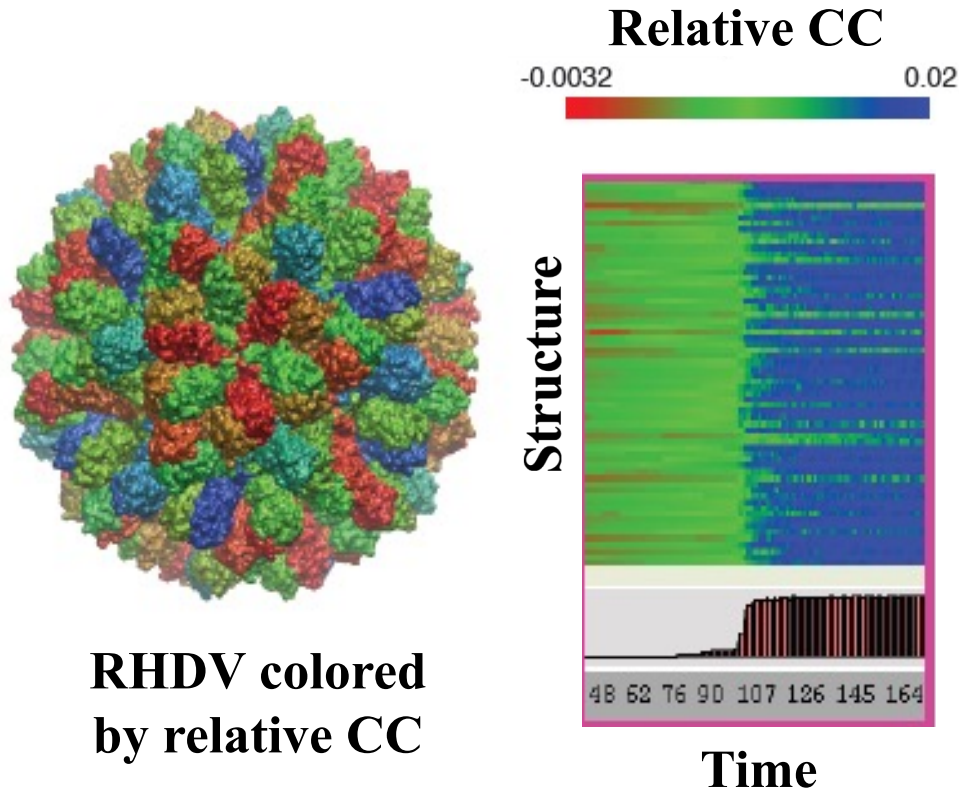 Relative CC
-0.0032 0.02
Structure
48 62 76 90 107 126 145 164
RHDV colored
by relative CC
Time